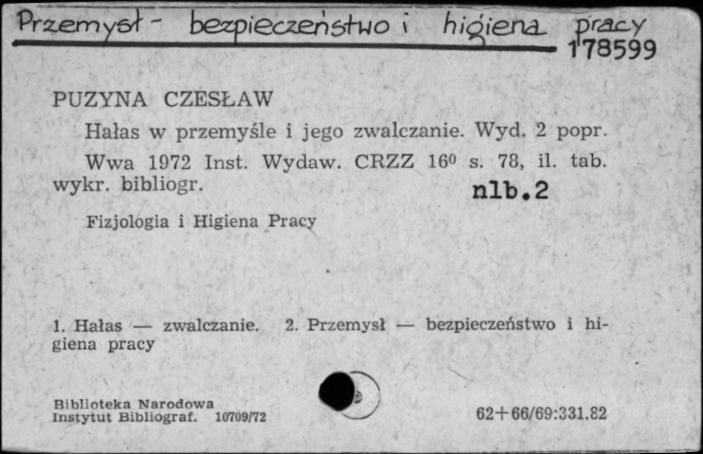 Przemysł - bezpieczeństwo i higiena pracy
178599
PUZYNA CZESŁAW
Hałas w przemyśle i jego zwalczanie. Wyd. 2 popr.
Wwa 1972 Inst. Wydaw. CRZZ 16⁰ s. 78, il. tab.
wykr. bibliogr.
nlb.2
Fizjologia i Higiena Pracy
1. Hałas — zwalczanie. 2. Przemysł — bezpieczeństwo i hi-
giena pracy
Biblioteka Narodowa
Instytut Bibliograf. 10709/72
62+66/69:331.82